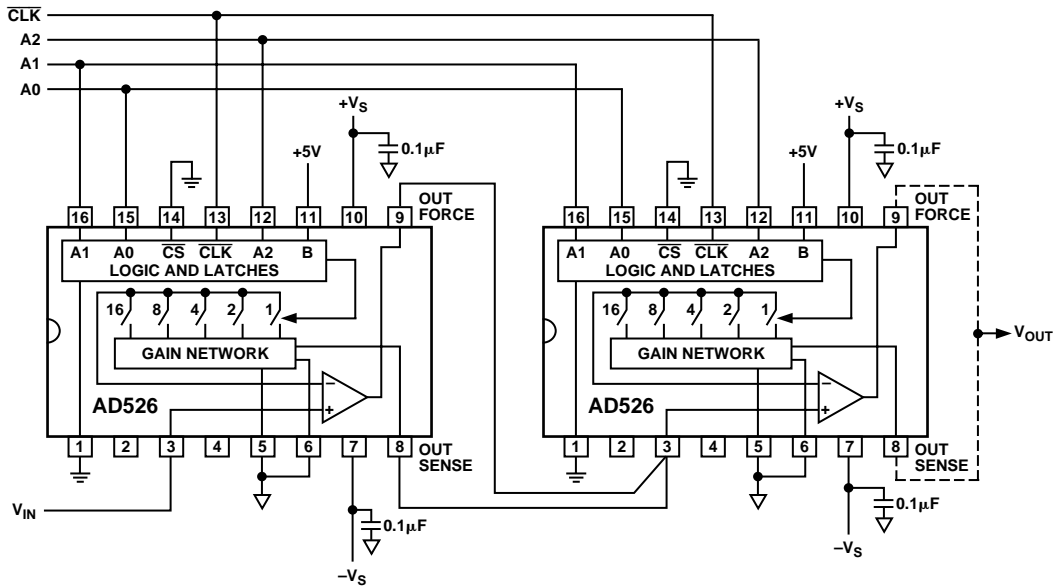 CLK
A2
A1
A0
+VS
0.1µF
+5V
OUT
FORCE
16 15 14 13 12 11 10 9
A1 A0 CS CLK A2 B
LOGIC AND LATCHES
16 8 4 2 1
GAIN NETWORK
–
+
AD526
1 2 3 4 5 6 7 8
OUT
SENSE
VIN
0.1µF
–VS
+VS
0.1µF
+5V
OUT
FORCE
16 15 14 13 12 11 10 9
A1 A0 CS CLK A2 B
LOGIC AND LATCHES
16 8 4 2 1
GAIN NETWORK
–
+
AD526
1 2 3 4 5 6 7 8
OUT
SENSE
VOUT
0.1µF
–VS